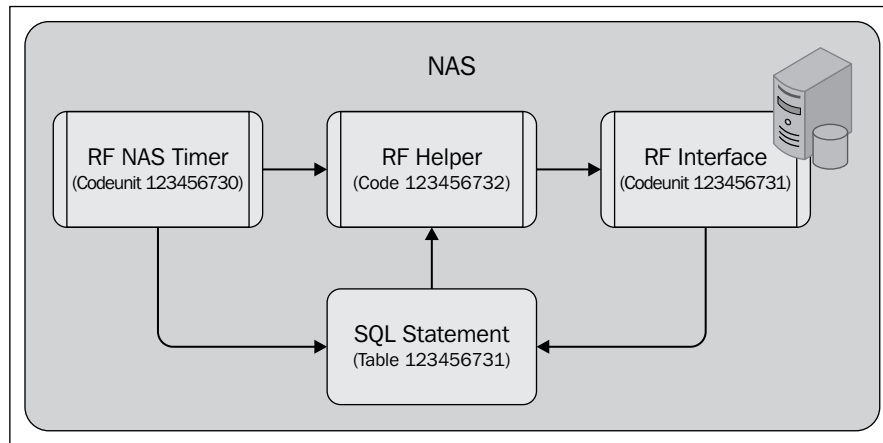 NAS
RF NAS Timer
(Codeunit 123456730)
RF Helper
(Code 123456732)
RF Interface
(Codeunit 123456731)
SQL Statement
(Table 123456731)